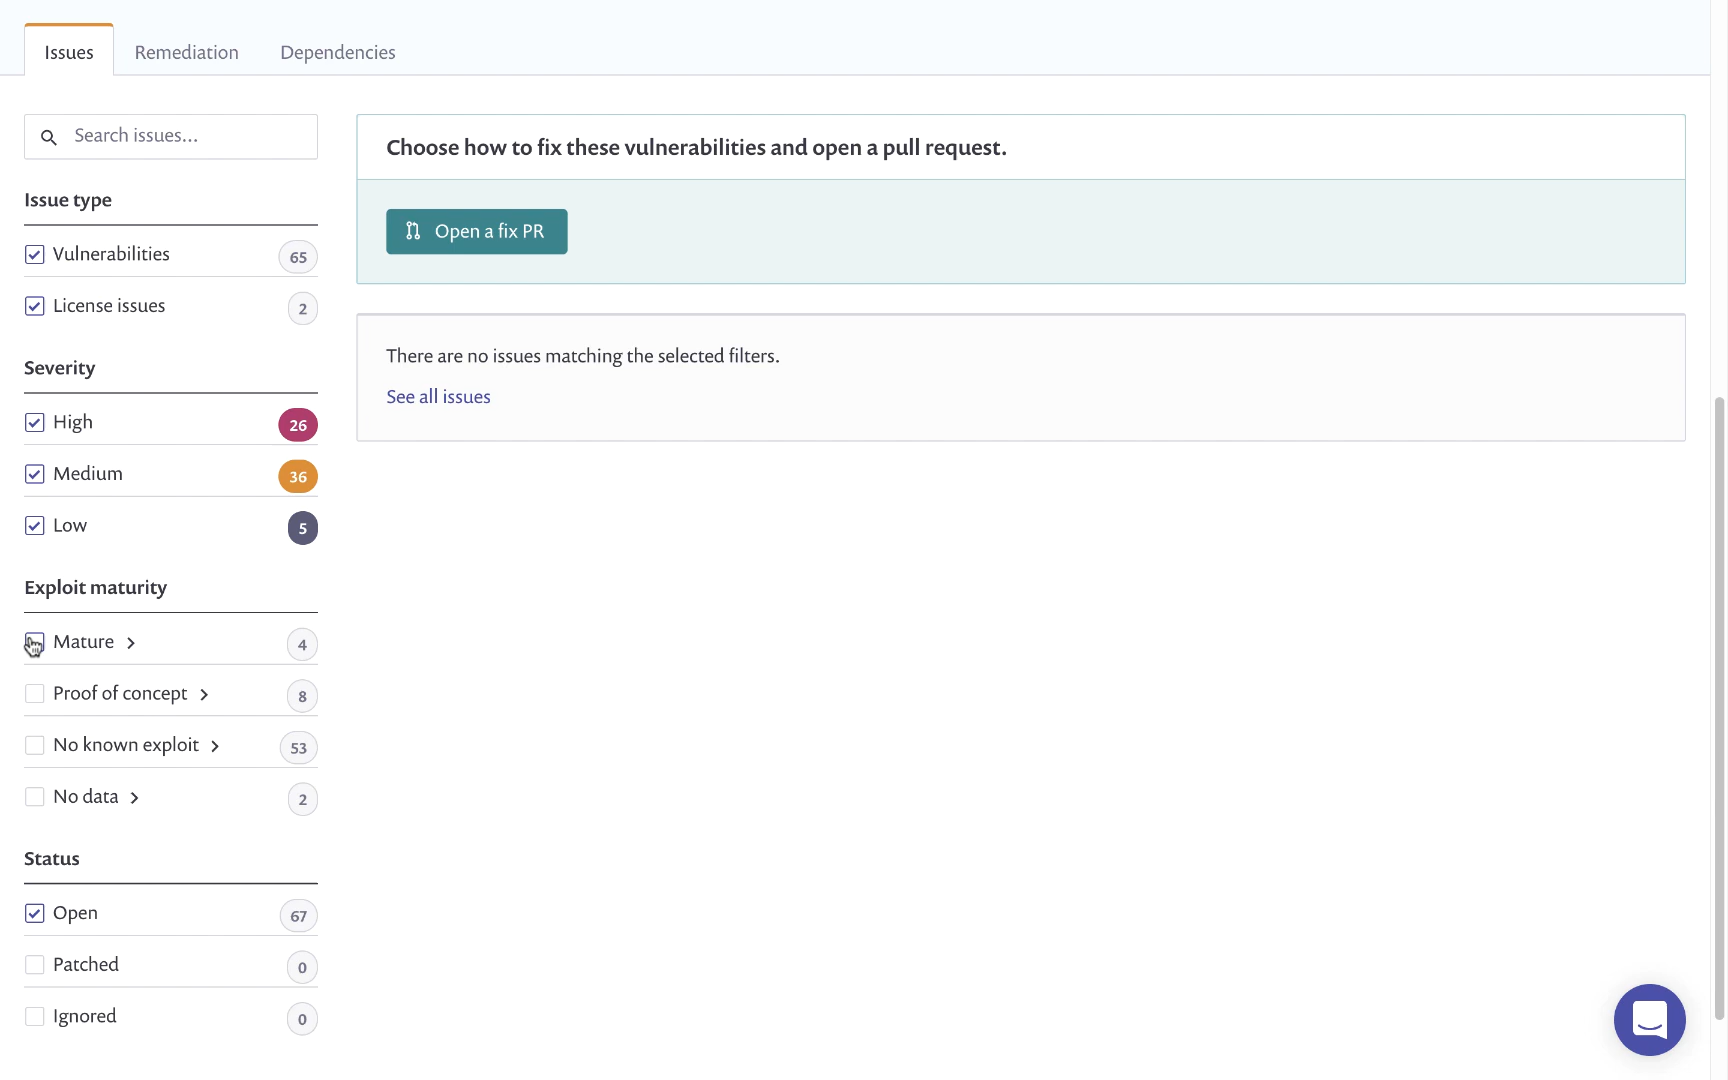 Issues
Remediation
Dependencies
Search issues...
Issue type
Vulnerabilities 65
License issues 2
Severity
High 26
Medium 36
Low 5
Exploit maturity
Mature 4
Proof of concept 8
No known exploit 53
No data 2
Status
Open 67
Patched 0
Ignored 0
Choose how to fix these vulnerabilities and open a pull request.
Open a fix PR
There are no issues matching the selected filters.
See all issues